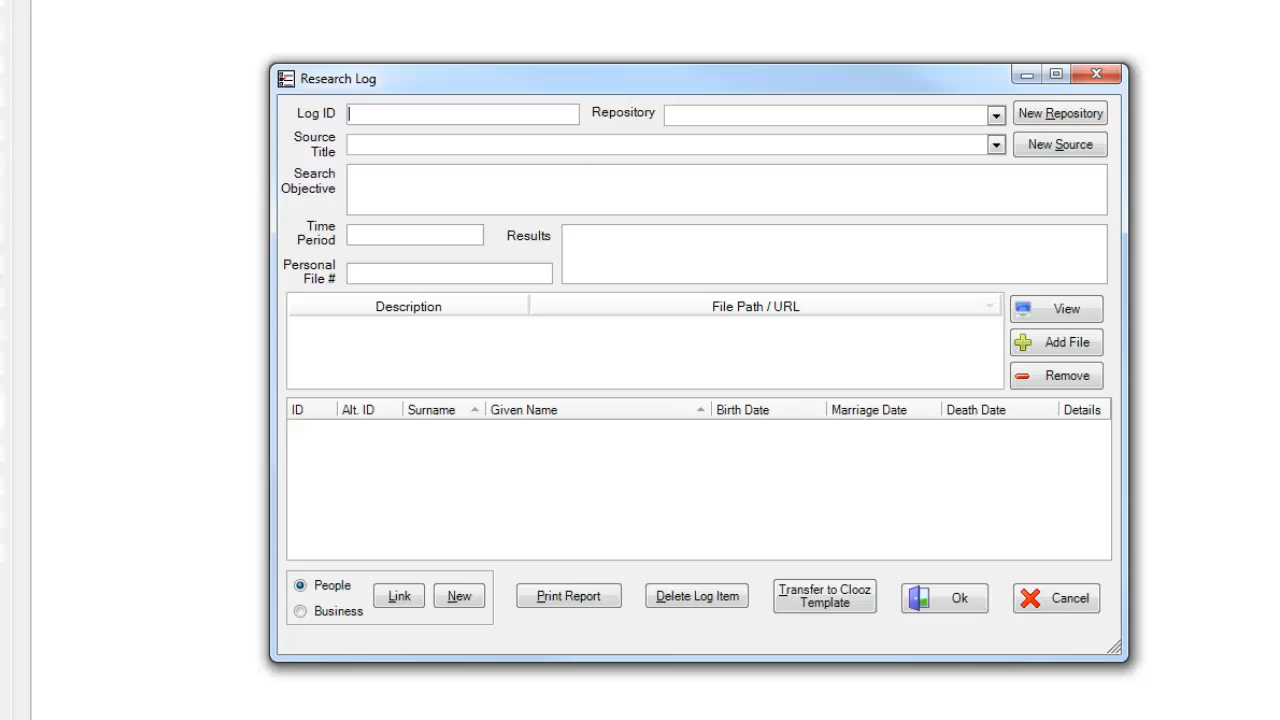 Research Log
Log ID
Repository
New Repository
Source
Title
New Source
Search
Objective
Time
Period
Results
Personal
File #
Description
File Path / URL
View
Add File
Remove
ID
Alt. ID
Surname
Given Name
Birth Date
Marriage Date
Death Date
Details
People
Business
Link
New
Print Report
Delete Log Item
Transfer to Clooz
Template
Ok
Cancel